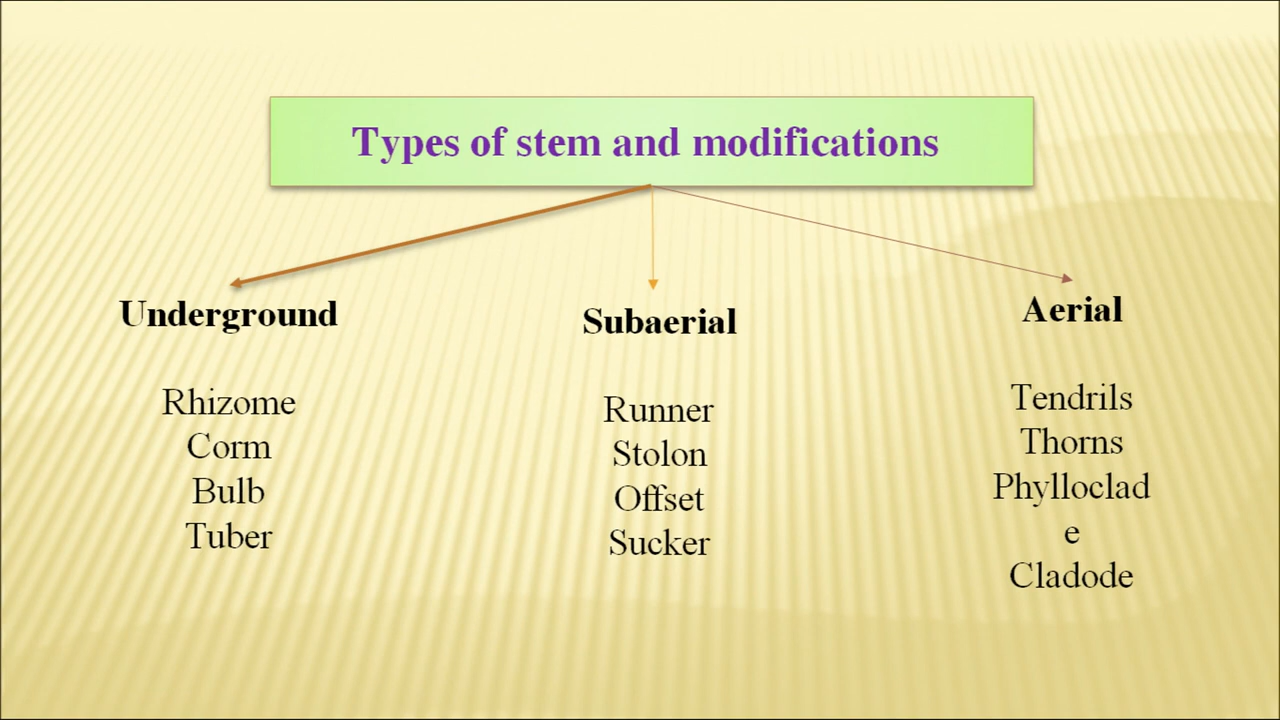 Types of stem and modifications
Underground
Rhizome
Corm
Bulb
Tuber
Subaerial
Runner
Stolon
Offset
Sucker
Aerial
Tendrils
Thorns
Phylloclad
e
Cladode